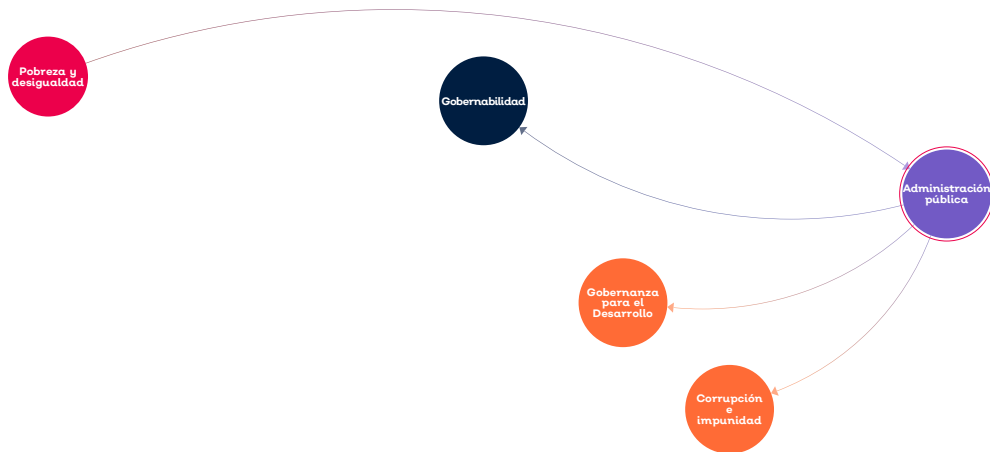 Pobreza y
desigualdad
Gobernabilidad
Administración
pública
Gobernanza
para el
Desarrollo
Corrupción
e
impunidad